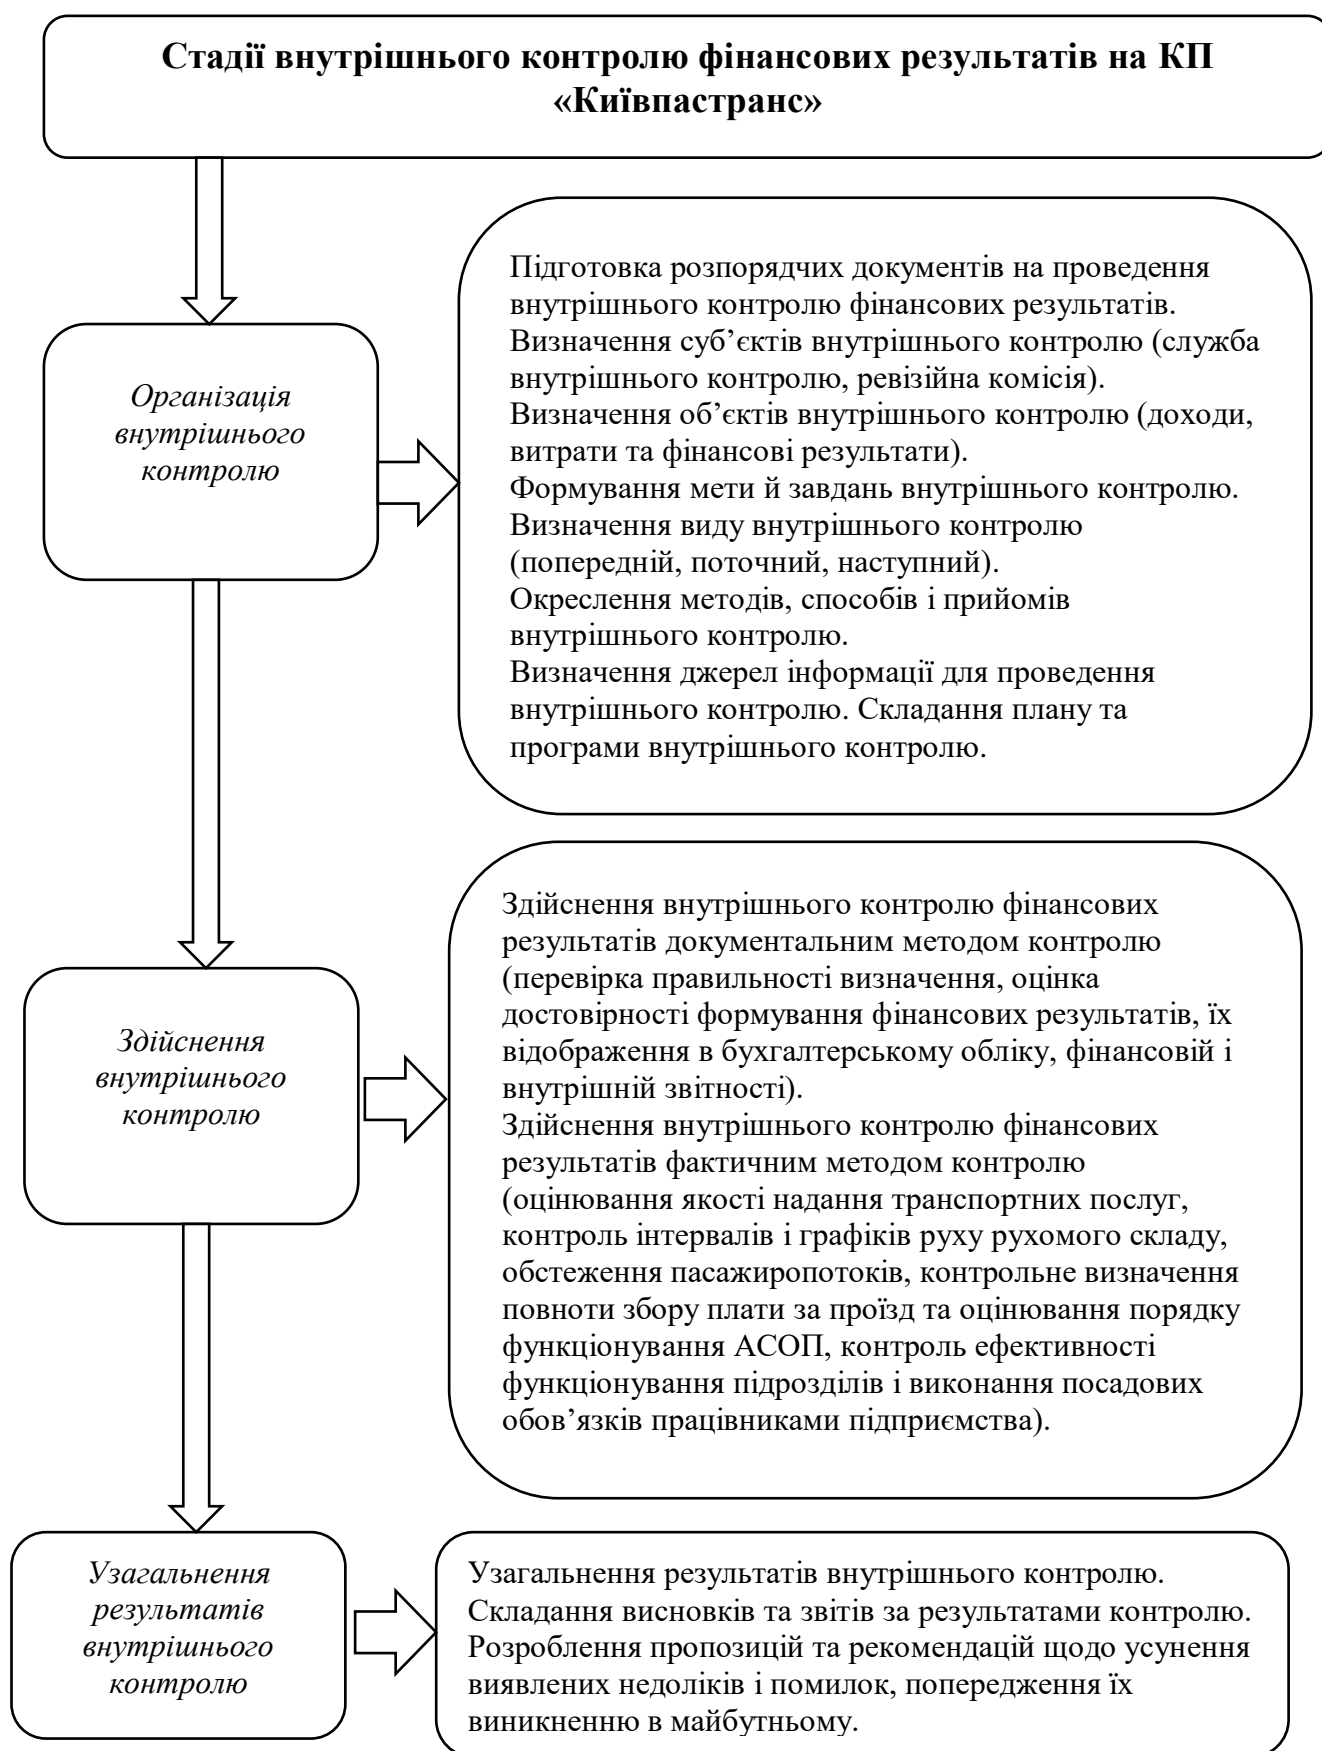 Стадії внутрішнього контролю фінансових результатів на КП
«Київпастранс»
Організація
внутрішнього
контролю
Підготовка розпорядчих документів на проведення
внутрішнього контролю фінансових результатів.
Визначення суб’єктів внутрішнього контролю (служба
внутрішнього контролю, ревізійна комісія).
Визначення об’єктів внутрішнього контролю (доходи,
витрати та фінансові результати).
Формування мети й завдань внутрішнього контролю.
Визначення виду внутрішнього контролю
(попередній, поточний, наступний).
Окреслення методів, способів і прийомів
внутрішнього контролю.
Визначення джерел інформації для проведення
внутрішнього контролю. Складання плану та
програми внутрішнього контролю.
Здійснення
внутрішнього
контролю
Здійснення внутрішнього контролю фінансових
результатів документальним методом контролю
(перевірка правильності визначення, оцінка
достовірності формування фінансових результатів, їх
відображення в бухгалтерському обліку, фінансовій і
внутрішній звітності).
Здійснення внутрішнього контролю фінансових
результатів фактичним методом контролю
(оцінювання якості надання транспортних послуг,
контроль інтервалів і графіків руху рухомого складу,
обстеження пасажиропотоків, контрольне визначення
повноти збору плати за проїзд та оцінювання порядку
функціонування АСОП, контроль ефективності
функціонування підрозділів і виконання посадових
обов’язків працівниками підприємства).
Узагальнення
результатів
внутрішнього
контролю
Узагальнення результатів внутрішнього контролю.
Складання висновків та звітів за результатами контролю.
Розроблення пропозицій та рекомендацій щодо усунення
виявлених недоліків і помилок, попередження їх
виникненню в майбутньому.